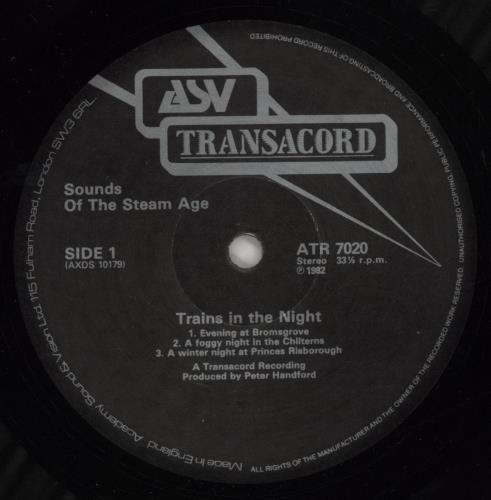 ASV
TRANSACORD
Sounds
Of The Steam Age
SIDE 1
(AXDS 10179)
ATR 7020
Stereo 33⅓ r.p.m.
℗ 1982
Trains in the Night
1. Evening at Bromsgrove
2. A foggy night in the Chilterns
3. A winter night at Princes Risborough
A Transacord Recording
Produced by Peter Handford
Made in England Academy Sound & Vision Ltd. 115 Fulham Road, London SW3 6RL.
ALL RIGHTS OF THE MANUFACTURER AND THE OWNER OF THE RECORDED WORK RESERVED. UNAUTHORISED COPYING, PUBLIC PERFORMANCE AND BROADCASTING OF THIS RECORD PROHIBITED.